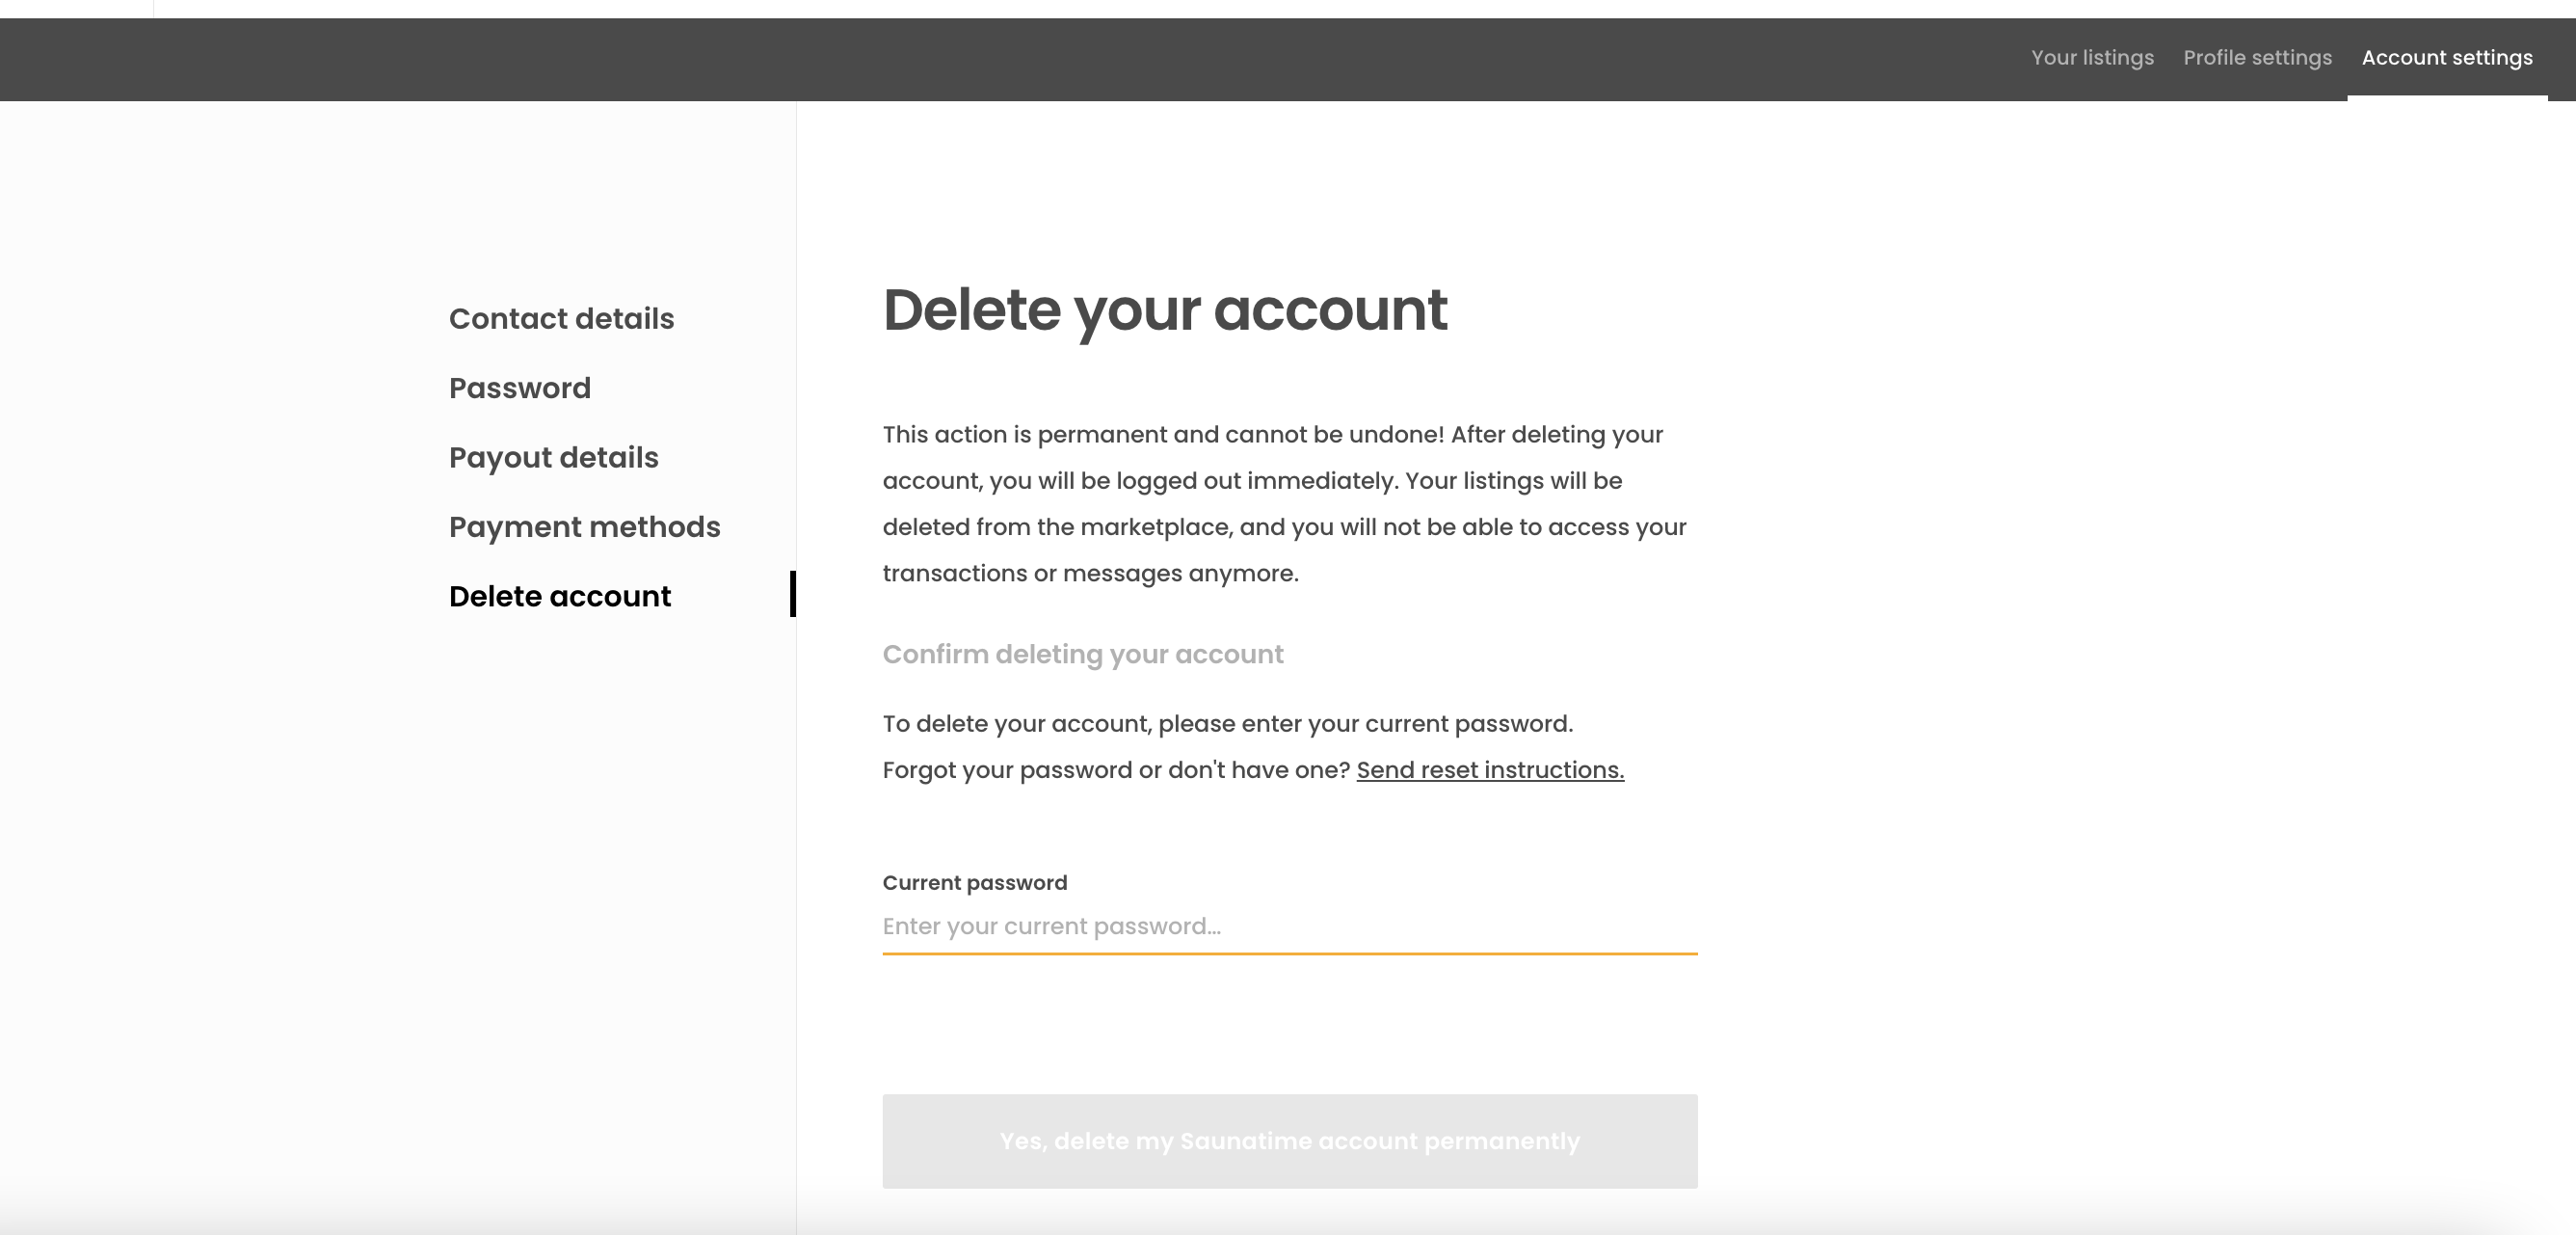 Your listings Profile settings Account settings
Contact details
Password
Payout details
Payment methods
Delete account
Delete your account
This action is permanent and cannot be undone! After deleting your
account, you will be logged out immediately. Your listings will be
deleted from the marketplace, and you will not be able to access your
transactions or messages anymore.
Confirm deleting your account
To delete your account, please enter your current password.
Forgot your password or don't have one? Send reset instructions.
Current password
Enter your current password...
Yes, delete my Saunatime account permanently